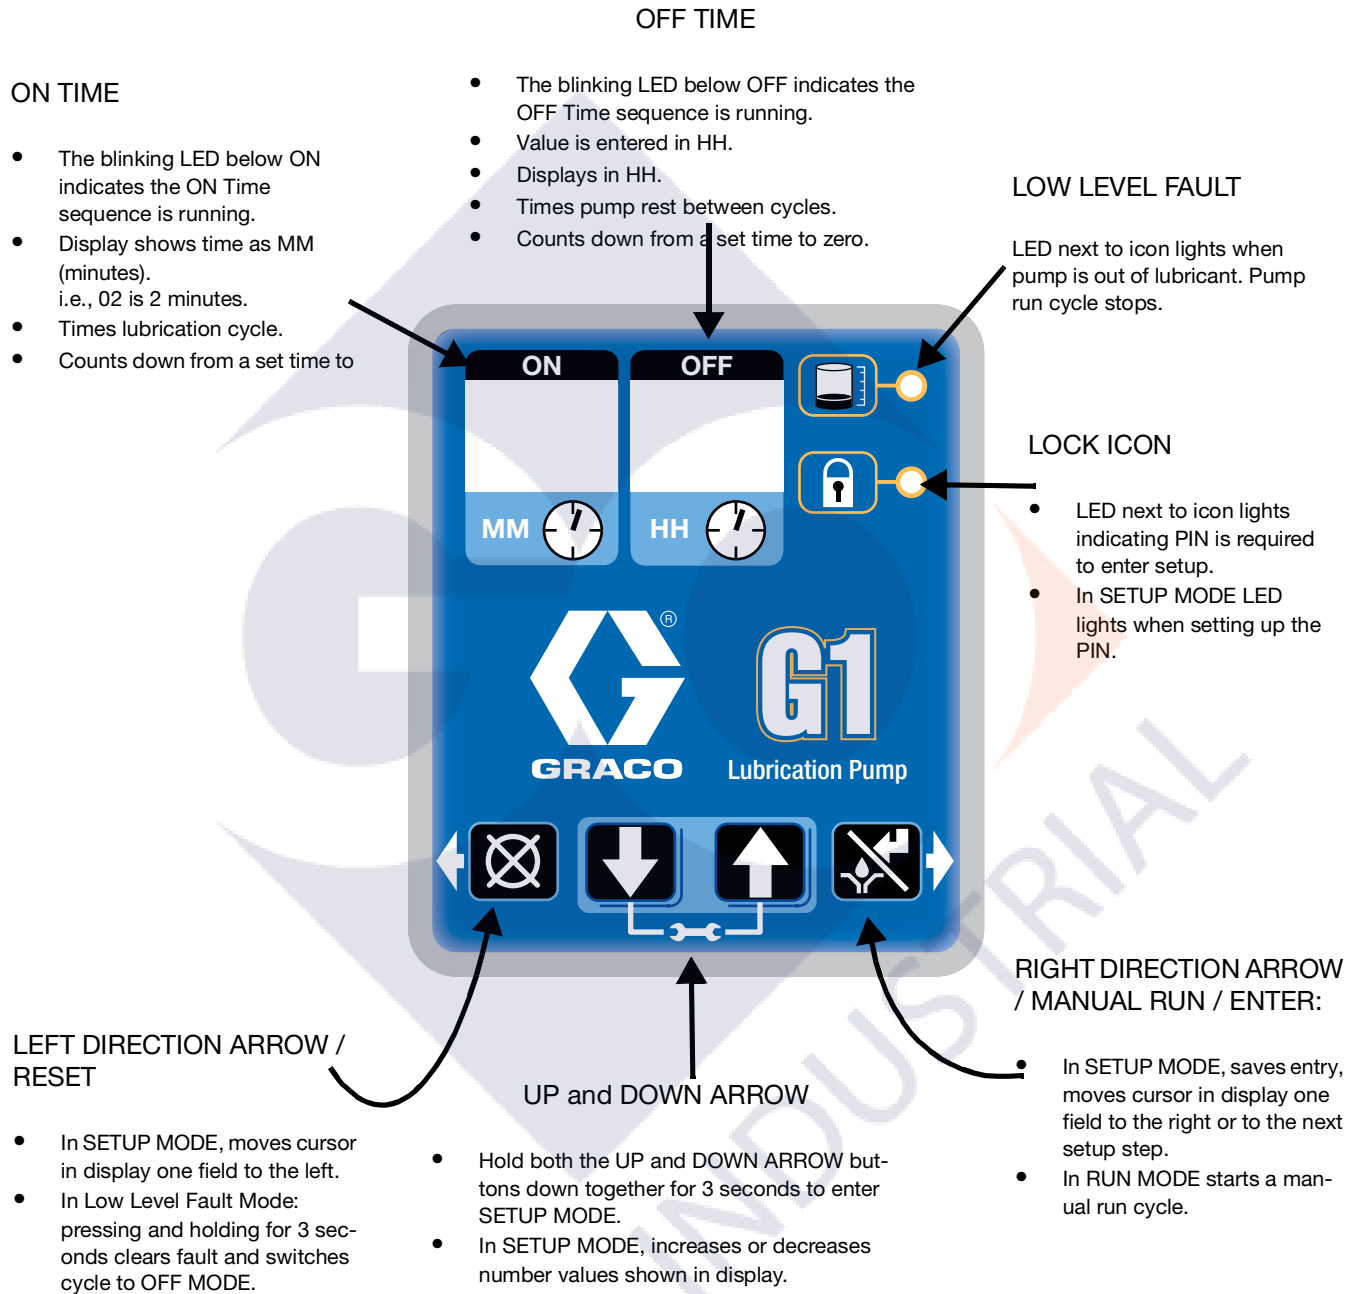 OFF TIME
• The blinking LED below OFF indicates the
OFF Time sequence is running.
• Value is entered in HH.
• Displays in HH.
• Times pump rest between cycles.
• Counts down from a set time to zero.
ON TIME
• The blinking LED below ON
indicates the ON Time
sequence is running.
• Display shows time as MM
(minutes).
i.e., 02 is 2 minutes.
• Times lubrication cycle.
• Counts down from a set time to
LOW LEVEL FAULT
LED next to icon lights when
pump is out of lubricant. Pump
run cycle stops.
LOCK ICON
• LED next to icon lights
indicating PIN is required
to enter setup.
• In SETUP MODE LED
lights when setting up the
PIN.
ON
OFF
MM
HH
®
GRACO
G1
Lubrication Pump
LEFT DIRECTION ARROW /
RESET
• In SETUP MODE, moves cursor
in display one field to the left.
• In Low Level Fault Mode:
pressing and holding for 3 sec-
onds clears fault and switches
cycle to OFF MODE.
UP and DOWN ARROW
• Hold both the UP and DOWN ARROW but-
tons down together for 3 seconds to enter
SETUP MODE.
• In SETUP MODE, increases or decreases
number values shown in display.
RIGHT DIRECTION ARROW
/ MANUAL RUN / ENTER:
• In SETUP MODE, saves entry,
moves cursor in display one
field to the right or to the next
setup step.
• In RUN MODE starts a man-
ual run cycle.
INDUSTRIAL